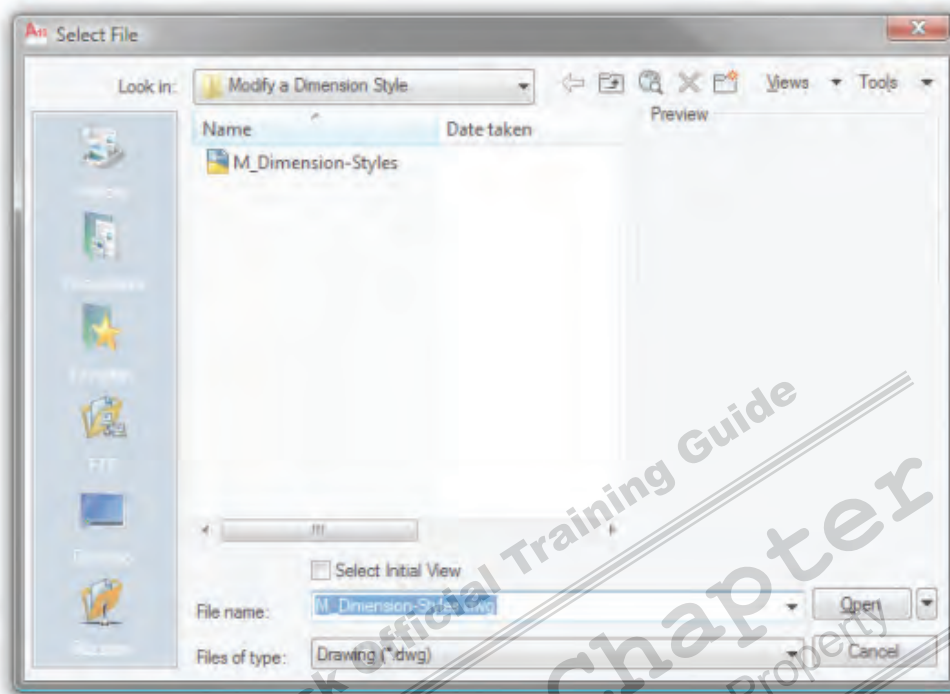 Select File
Look in: Modify a Dimension Style Views Tools
Preview
Name Date taken
M_Dimension-Styles
FTP
Select Initial View
File name: M_Dimension-Styles.dwg Open
Files of type: Drawing (*.dwg) Cancel
Official Training Guide
Chapter
Property